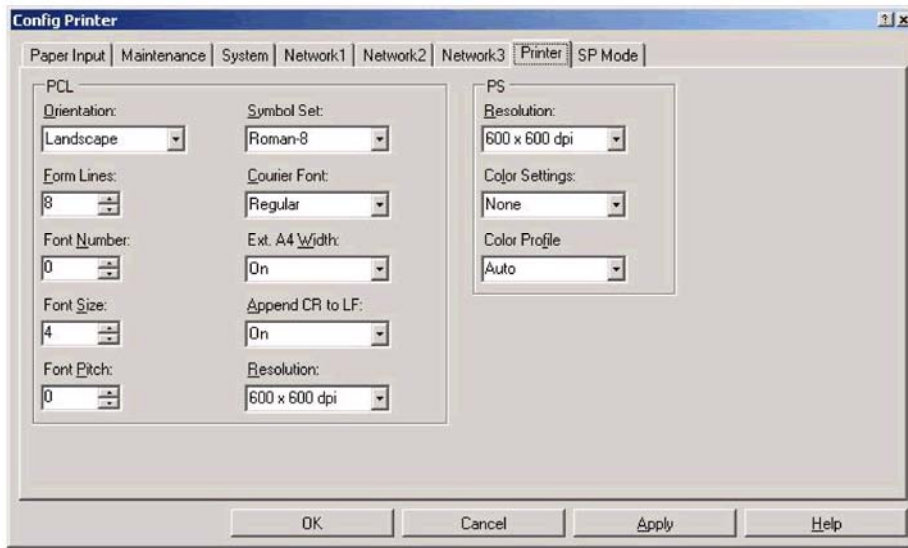 Config Printer
Paper Input Maintenance System Network1 Network2 Network3 Printer SP Mode
PCL
Orientation:
Landscape
Symbol Set:
Roman-8
Form Lines:
8
Courier Font:
Regular
Font Number:
0
Ext. A4 Width:
On
Font Size:
4
Append CR to LF:
On
Font Pitch:
0
Resolution:
600 x 600 dpi
PS
Resolution:
600 x 600 dpi
Color Settings:
None
Color Profile
Auto
OK Cancel Apply Help